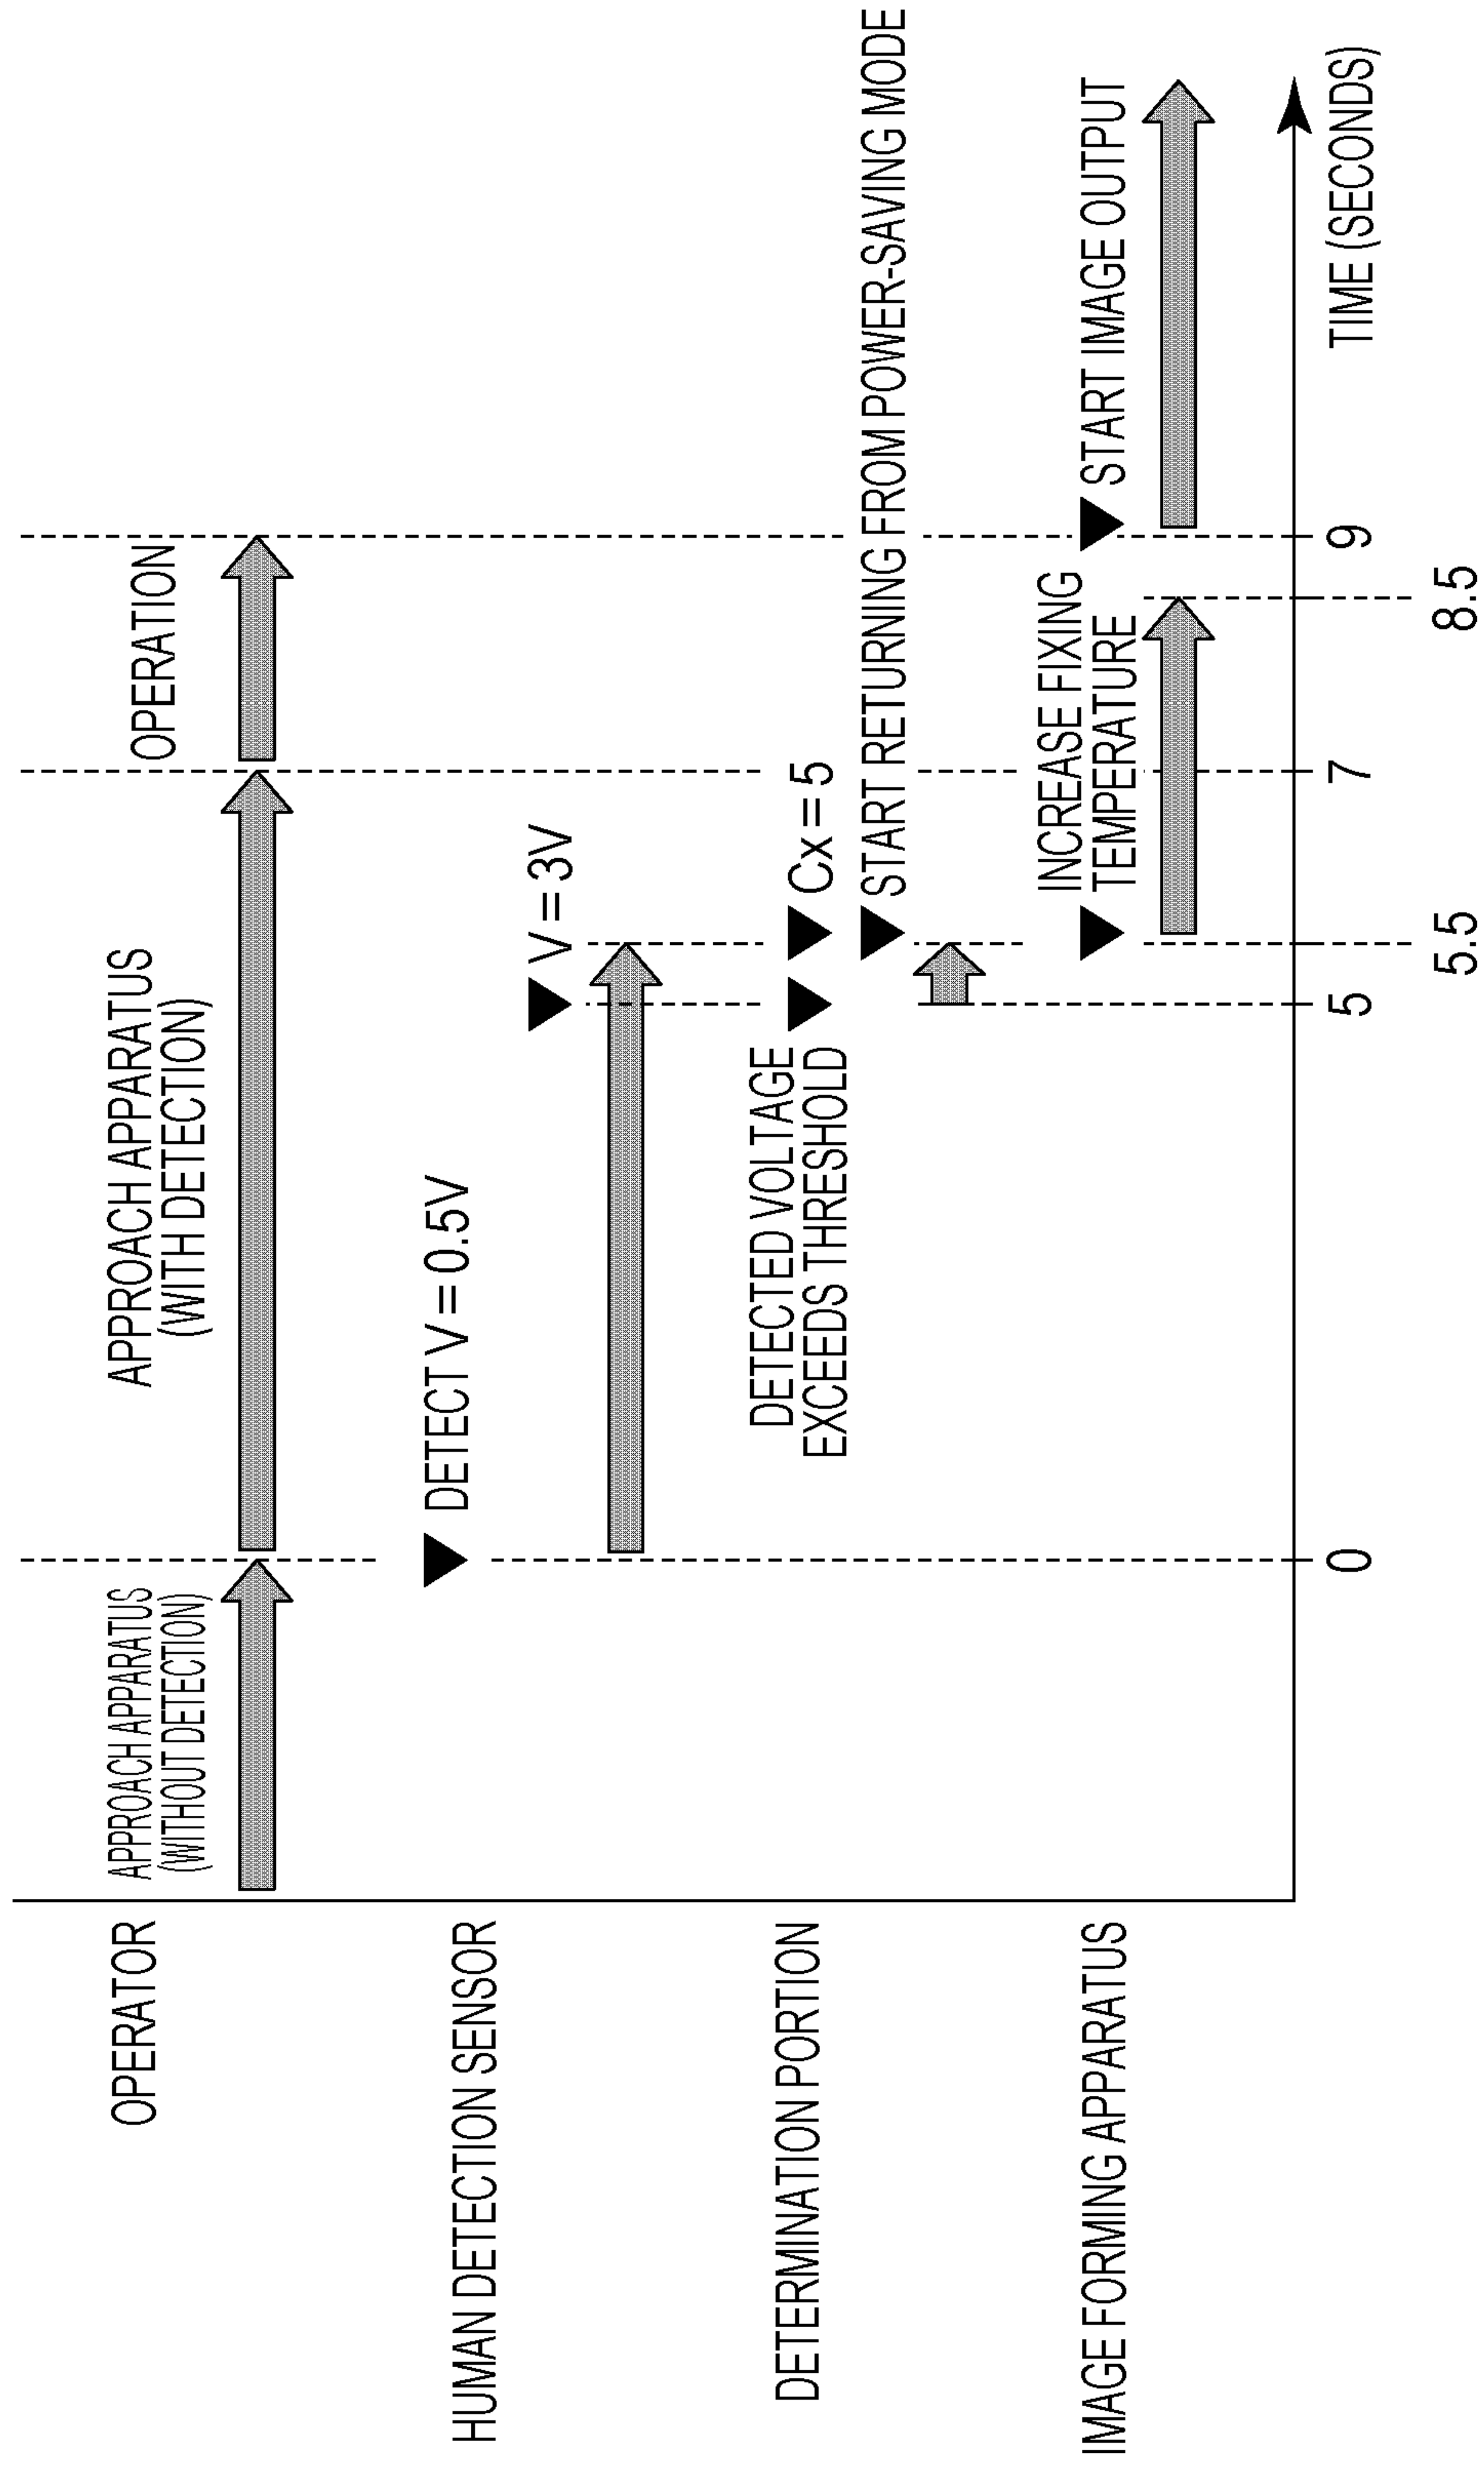 OPERATOR
APPROACH APPARATUS
(WITHOUT DETECTION)
APPROACH APPARATUS
(WITH DETECTION)
OPERATION
HUMAN DETECTION SENSOR
DETECT V = 0.5V
V = 3V
DETERMINATION PORTION
DETECTED VOLTAGE
EXCEEDS THRESHOLD
Cx = 5
START RETURNING FROM POWER-SAVING MODE
IMAGE FORMING APPARATUS
INCREASE FIXING
TEMPERATURE
START IMAGE OUTPUT
0
5
7
9
TIME (SECONDS)
5.5
8.5